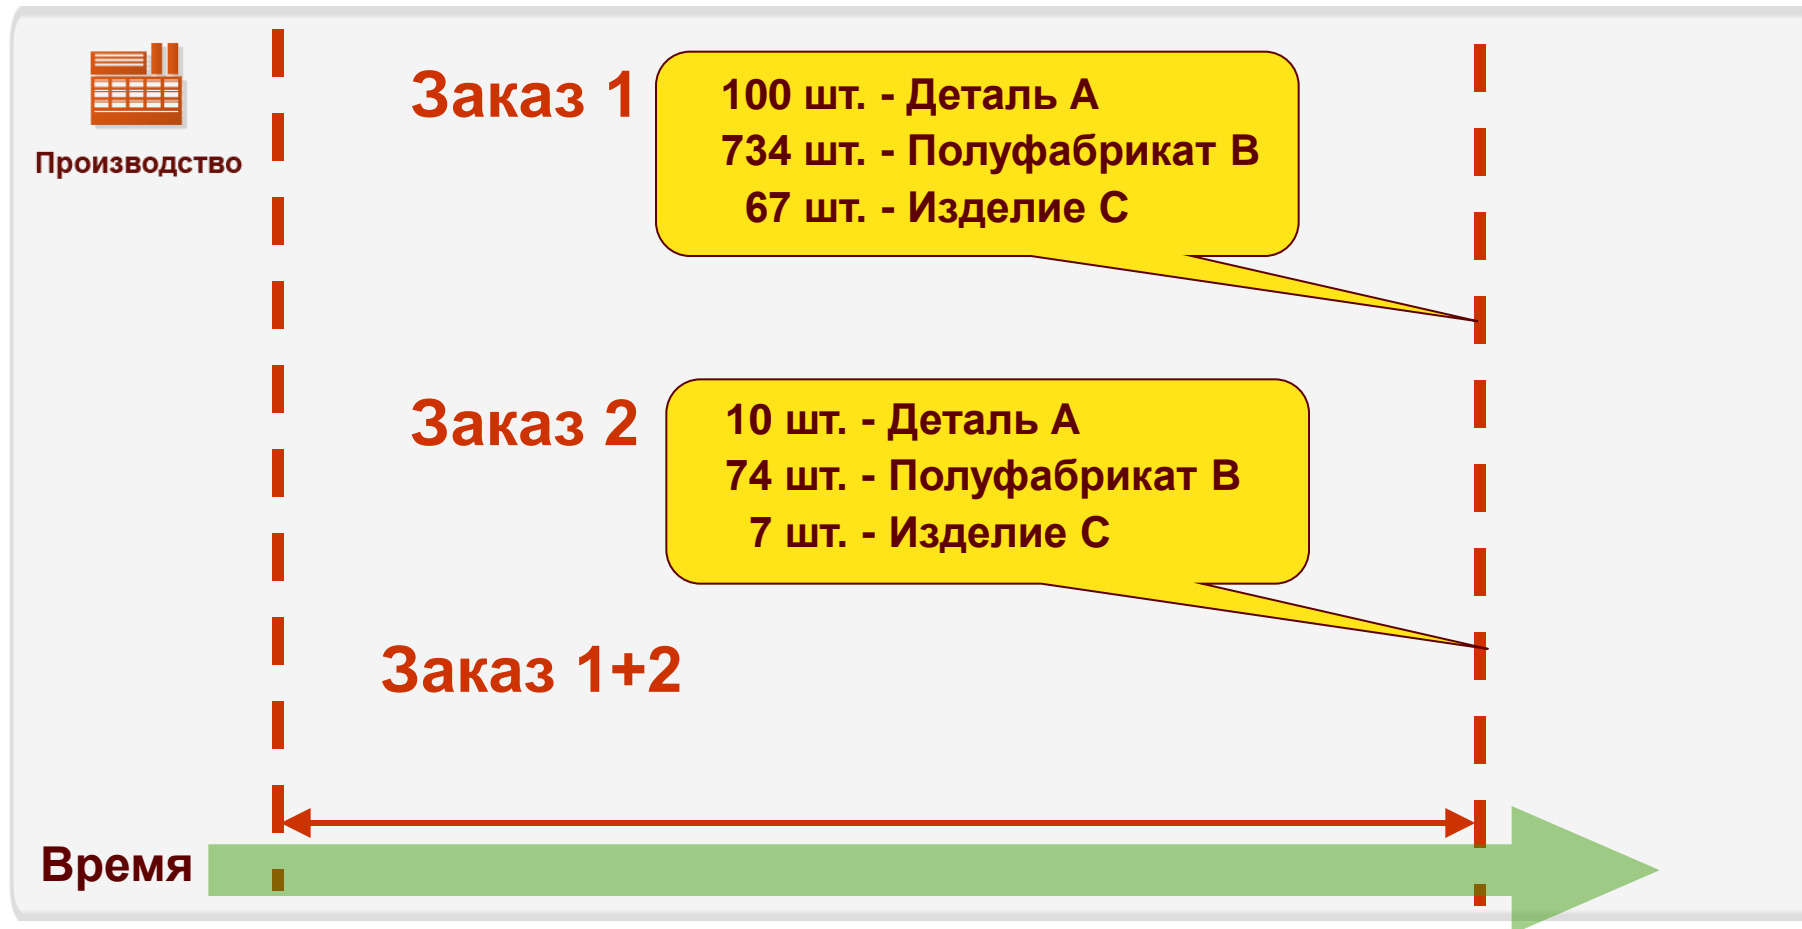 Производство
Заказ 1
100 шт. - Деталь А
734 шт. - Полуфабрикат В
67 шт. - Изделие С
Заказ 2
10 шт. - Деталь А
74 шт. - Полуфабрикат В
7 шт. - Изделие С
Заказ 1+2
Время